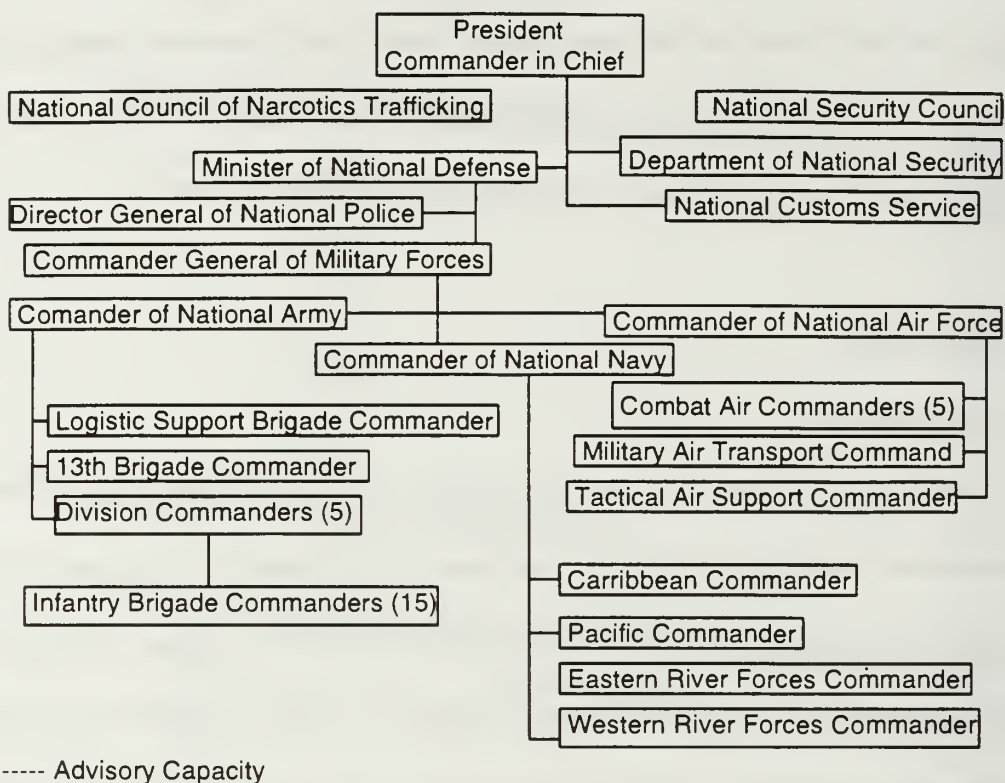 President
Commander in Chief
National Council of Narcotics Trafficking
National Security Council
Minister of National Defense
Department of National Security
Director General of National Police
National Customs Service
Commander General of Military Forces
Comander of National Army
Commander of National Air Force
Commander of National Navy
Combat Air Commanders (5)
Logistic Support Brigade Commander
Military Air Transport Command
13th Brigade Commander
Tactical Air Support Commander
Division Commanders (5)
Carribbean Commander
Infantry Brigade Commanders (15)
Pacific Commander
Eastern River Forces Commander
Western River Forces Commander
----- Advisory Capacity